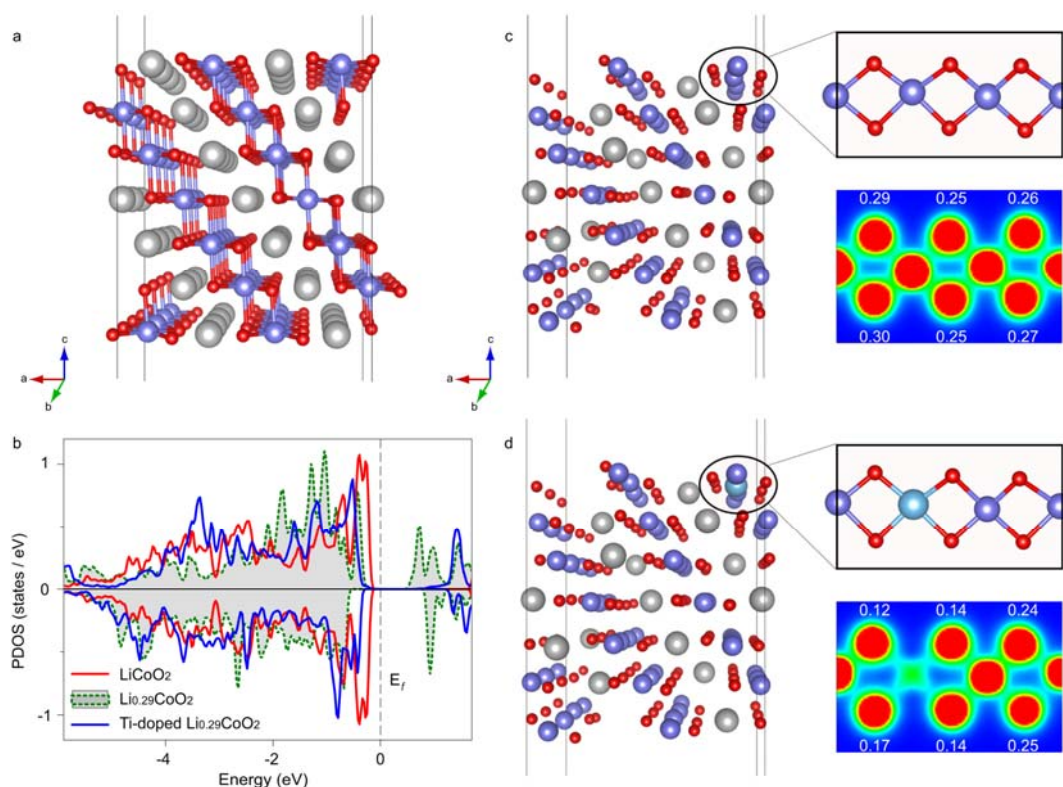 a
c
b
a
c
0.29 0.25 0.26
0.30 0.25 0.27
c
b
a
b
PDOS (states / eV)
1
0
-1
LiCoO₂
Li₀.₂₉CoO₂
Ti-doped Li₀.₂₉CoO₂
E_f
-4 -2 0
Energy (eV)
d
0.12 0.14 0.24
0.17 0.14 0.25